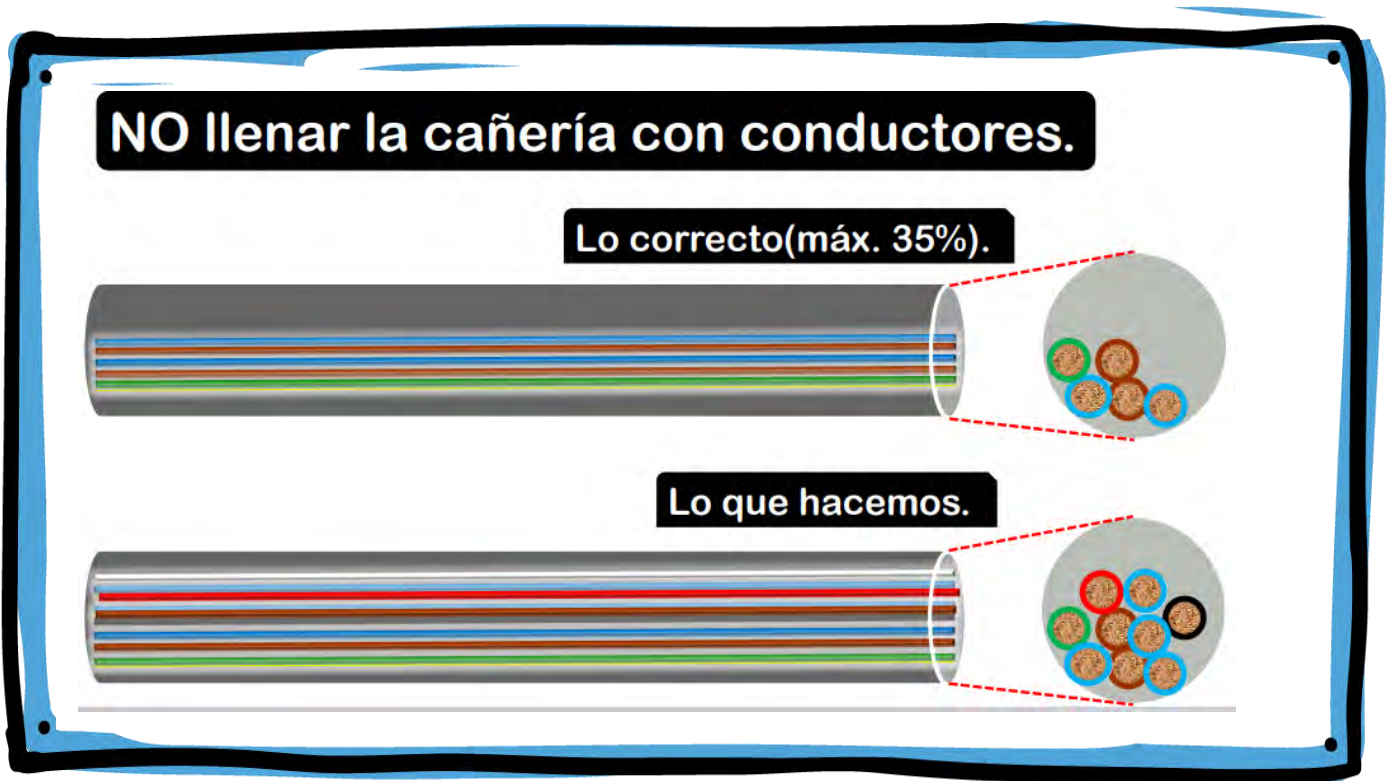 NO llenar la cañería con conductores.
Lo correcto(máx. 35%).
Lo que hacemos.